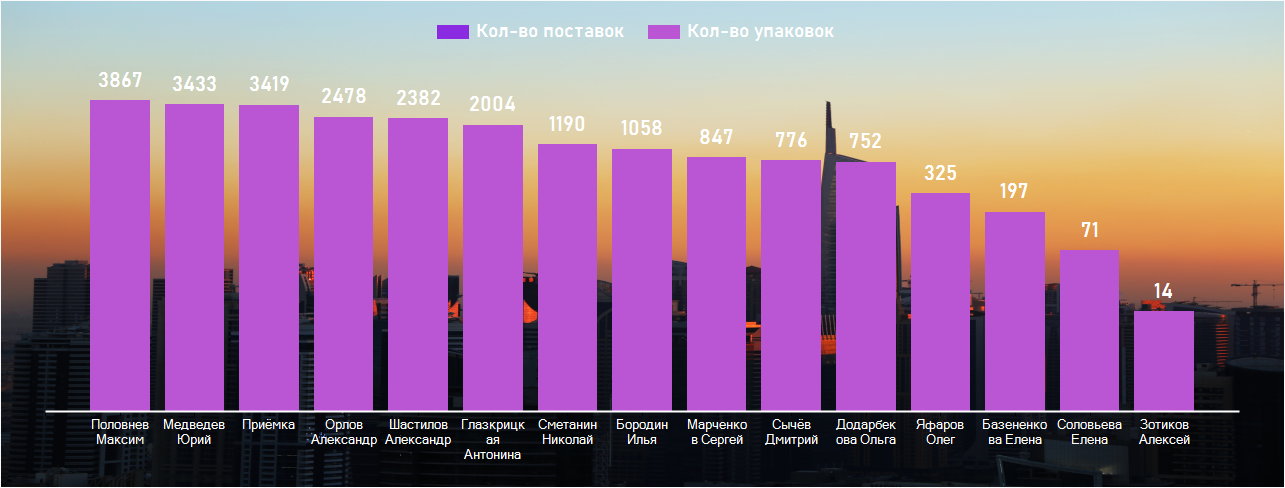 Кол-во поставок Кол-во упаковок
3867 3433 3419 2478 2382 2004 1190 1058 847 776 752 325 197 71 14
Половнев
Максим
Медведев
Юрий
Приёмка
Орлов
Александр
Шастилов
Александр
Глазкрицк
ая
Антонина
Сметанин
Николай
Бородин
Илья
Марченко
в Сергей
Сычёв
Дмитрий
Додарбек
ова Ольга
Яфаров
Олег
Базененко
ва Елена
Соловьева
Елена
Зотиков
Алексей